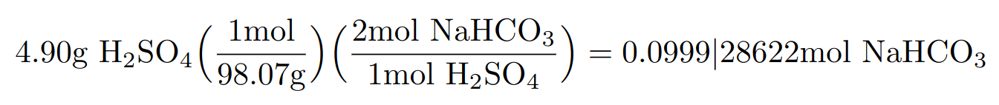 4.90g H₂SO₄(1mol/98.07g)(2mol NaHCO₃/1mol H₂SO₄) = 0.0999|28622mol NaHCO₃